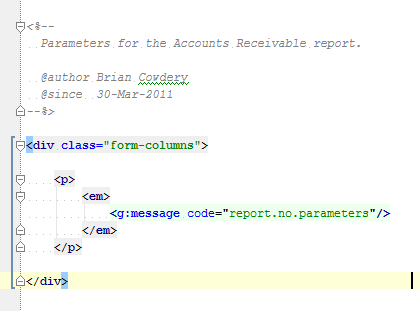 <%--
Parameters for the Accounts Receivable report.
@author Brian Cowdery
@since 30-Mar-2011
--%>
<div class="form-columns">
<p>
<em>
<g:message code="report.no.parameters"/>
</em>
</p>
</div>